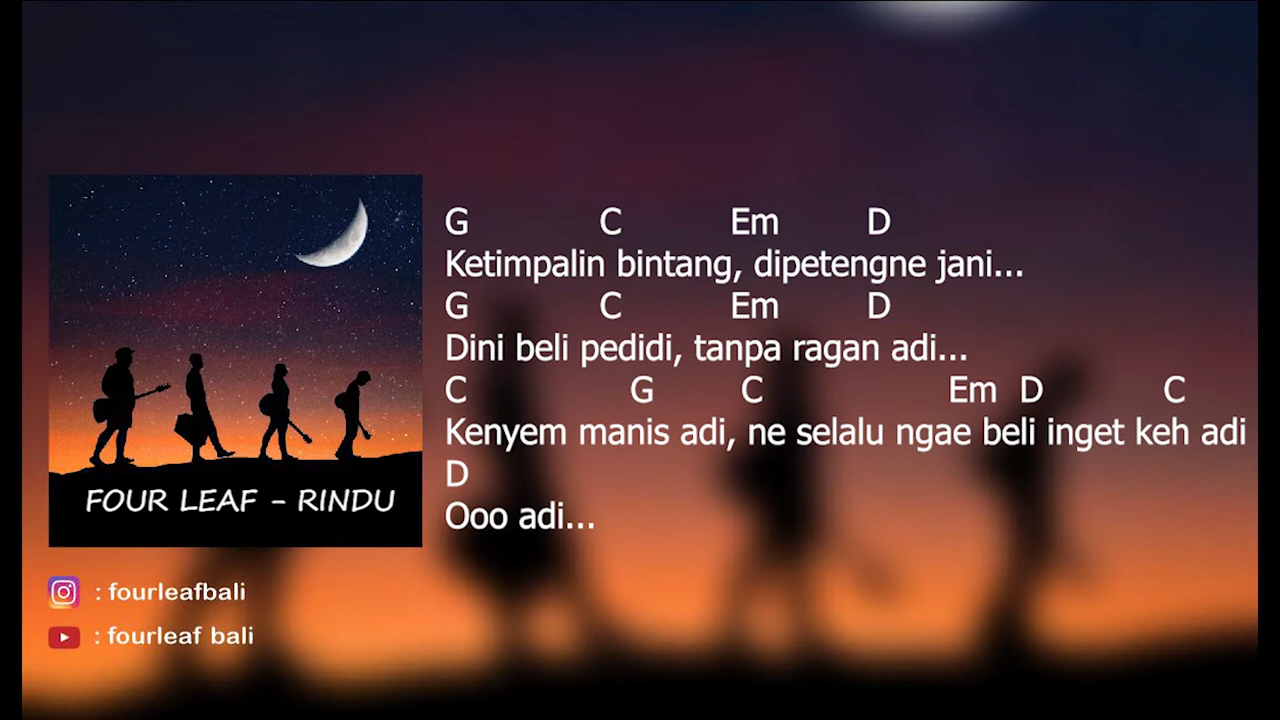 G C Em D
Ketimpalin bintang, dipetengne jani...
G C Em D
Dini beli pedidi, tanpa ragan adi...
C G C Em D C
Kenyem manis adi, ne selalu ngae beli inget keh adi
D
Ooo adi...
FOUR LEAF - RINDU
: fourleafbali
: fourleaf bali